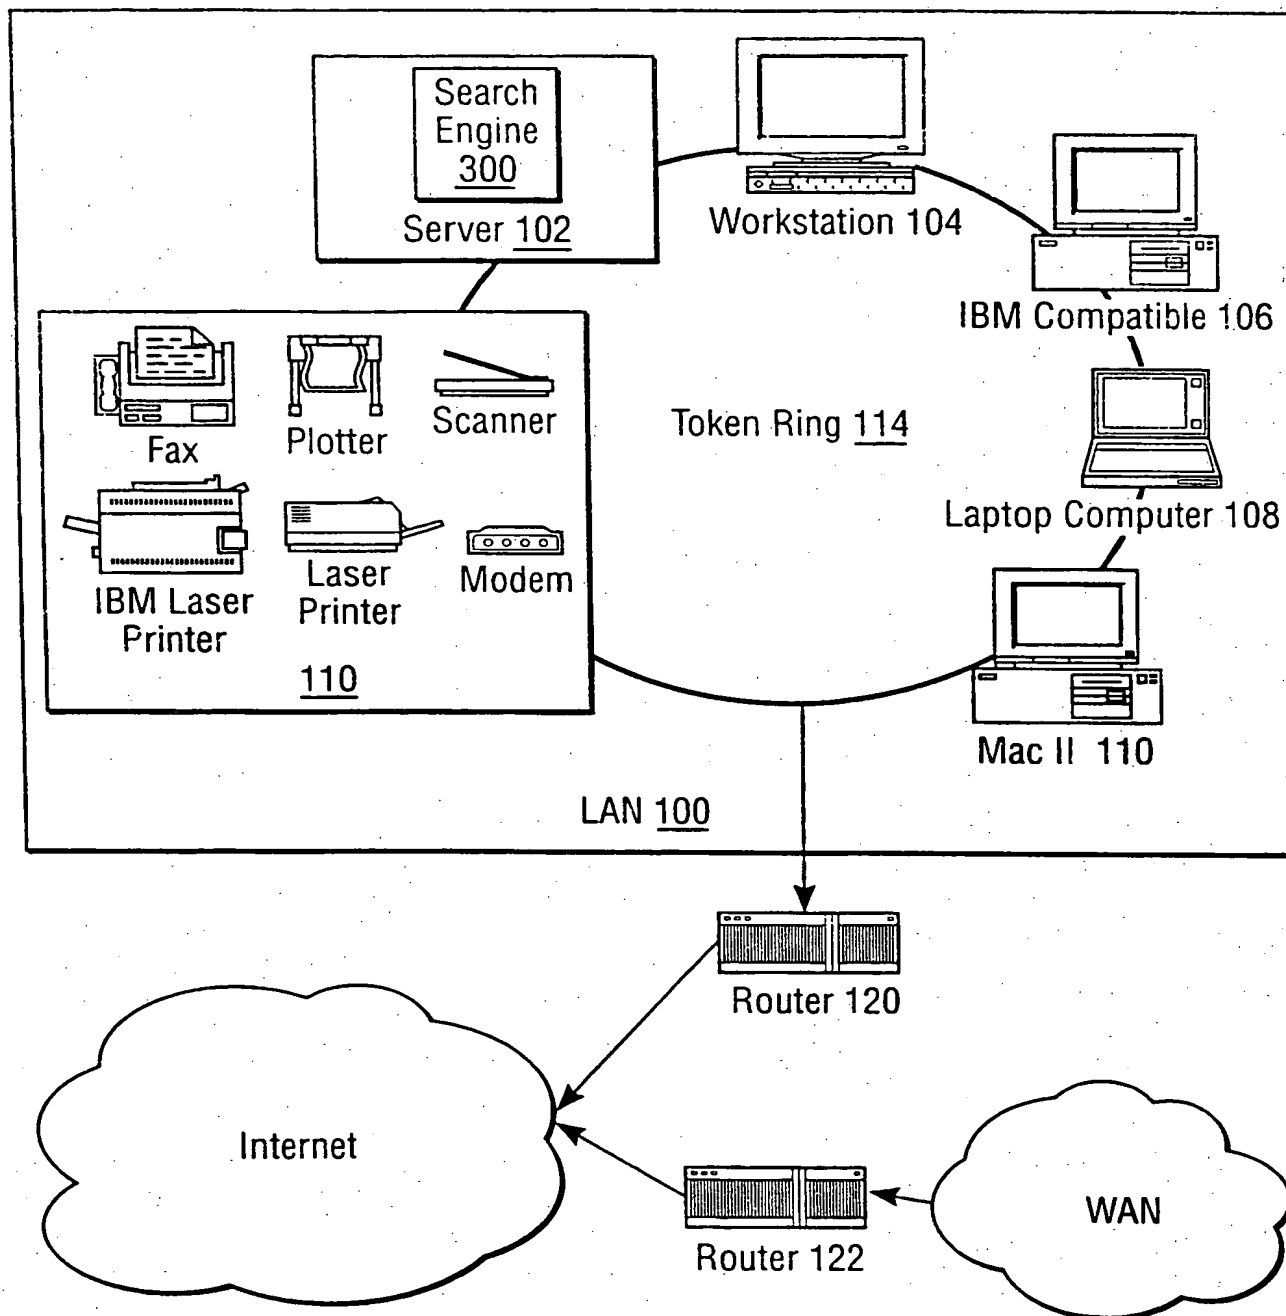 Search
Engine
300
Server 102
Workstation 104
IBM Compatible 106
Fax
Plotter
Scanner
Token Ring 114
Laptop Computer 108
IBM Laser
Printer
Laser
Printer
Modem
110
Mac II 110
LAN 100
Router 120
Internet
Router 122
WAN